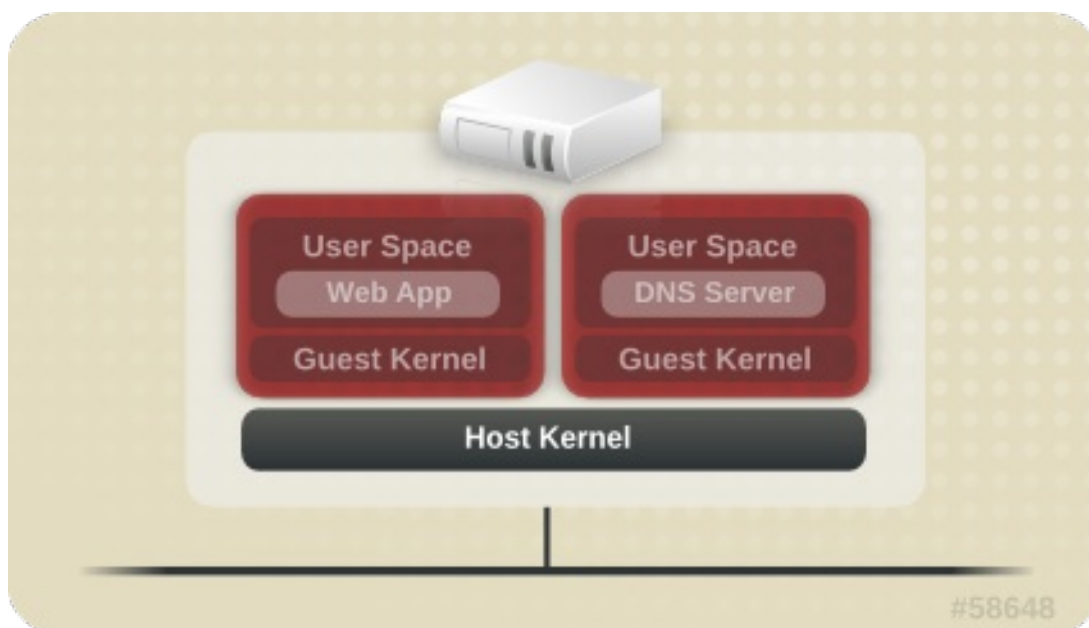 User Space
Web App
Guest Kernel
User Space
DNS Server
Guest Kernel
Host Kernel
#58648